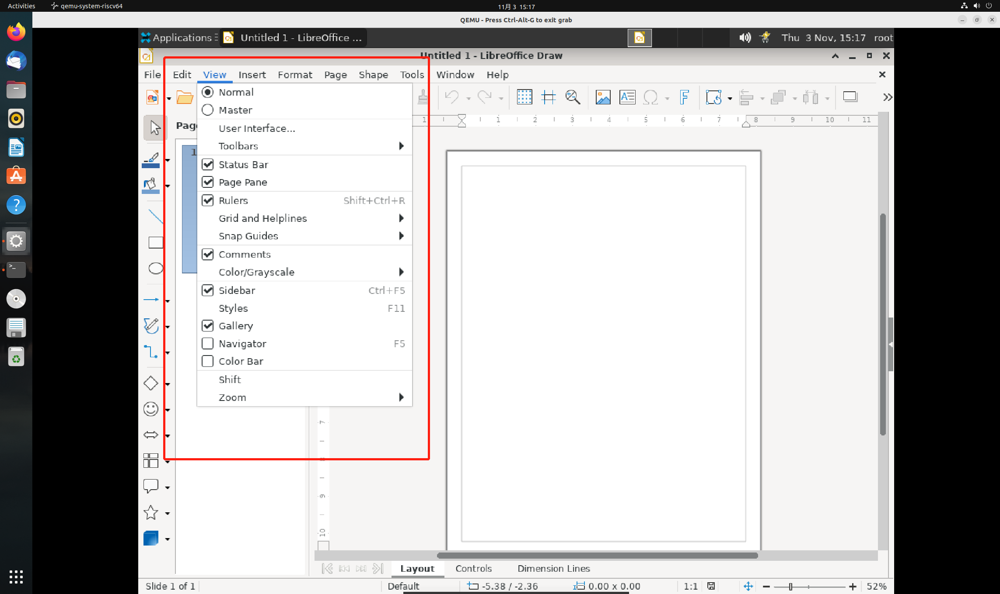 Activities qemu-system-riscv64 11月 3 15:17
QEMU - Press Ctrl-Alt-G to exit grab
Applications Untitled 1 - LibreOffice ... Thu 3 Nov, 15:17 root
Untitled 1 - LibreOffice Draw
File Edit View Insert Format Page Shape Tools Window Help
Normal
Master
User Interface...
Toolbars
Status Bar
Page Pane
Rulers Shift+Ctrl+R
Grid and Helplines
Snap Guides
Comments
Color/Grayscale
Sidebar Ctrl+F5
Styles F11
Gallery
Navigator F5
Color Bar
Shift
Zoom
Pag
1
1 1 2 3 4 5 6 7 8 9 10 11
7
8
9
10
Layout Controls Dimension Lines
Slide 1 of 1 Default -5.38 / -2.36 0.00 x 0.00 1:1 52%